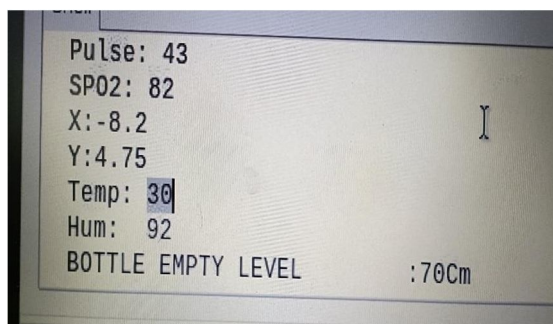 Pulse: 43
SPO2: 82
X:-8.2
Y:4.75
Temp: 30
Hum: 92
BOTTLE EMPTY LEVEL :70Cm